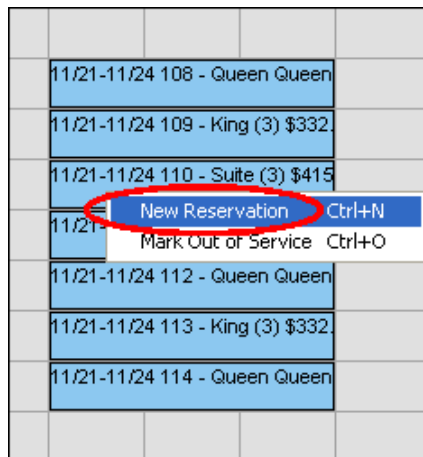 11/21-11/24 108 - Queen Queen
11/21-11/24 109 - King (3) $332.
11/21-11/24 110 - Suite (3) $415
New Reservation Ctrl+N
11/21-
Mark Out of Service Ctrl+O
11/21-11/24 112 - Queen Queen
11/21-11/24 113 - King (3) $332.
11/21-11/24 114 - Queen Queen